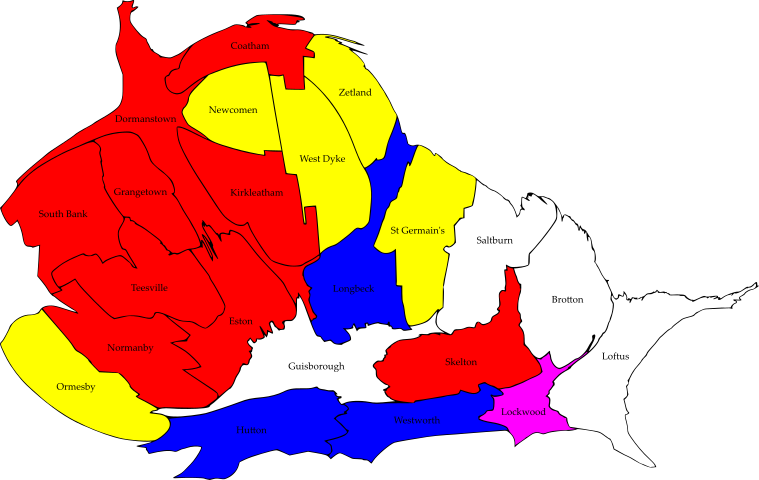 Coatham
Zetland
Newcomen
Dormanstown
West Dyke
Grangetown
Kirkleatham
South Bank
St Germain's
Saltburn
Teesville
Longbeck
Brotton
Eston
Normanby
Loftus
Skelton
Guisborough
Ormesby
Lockwood
Westworth
Hutton